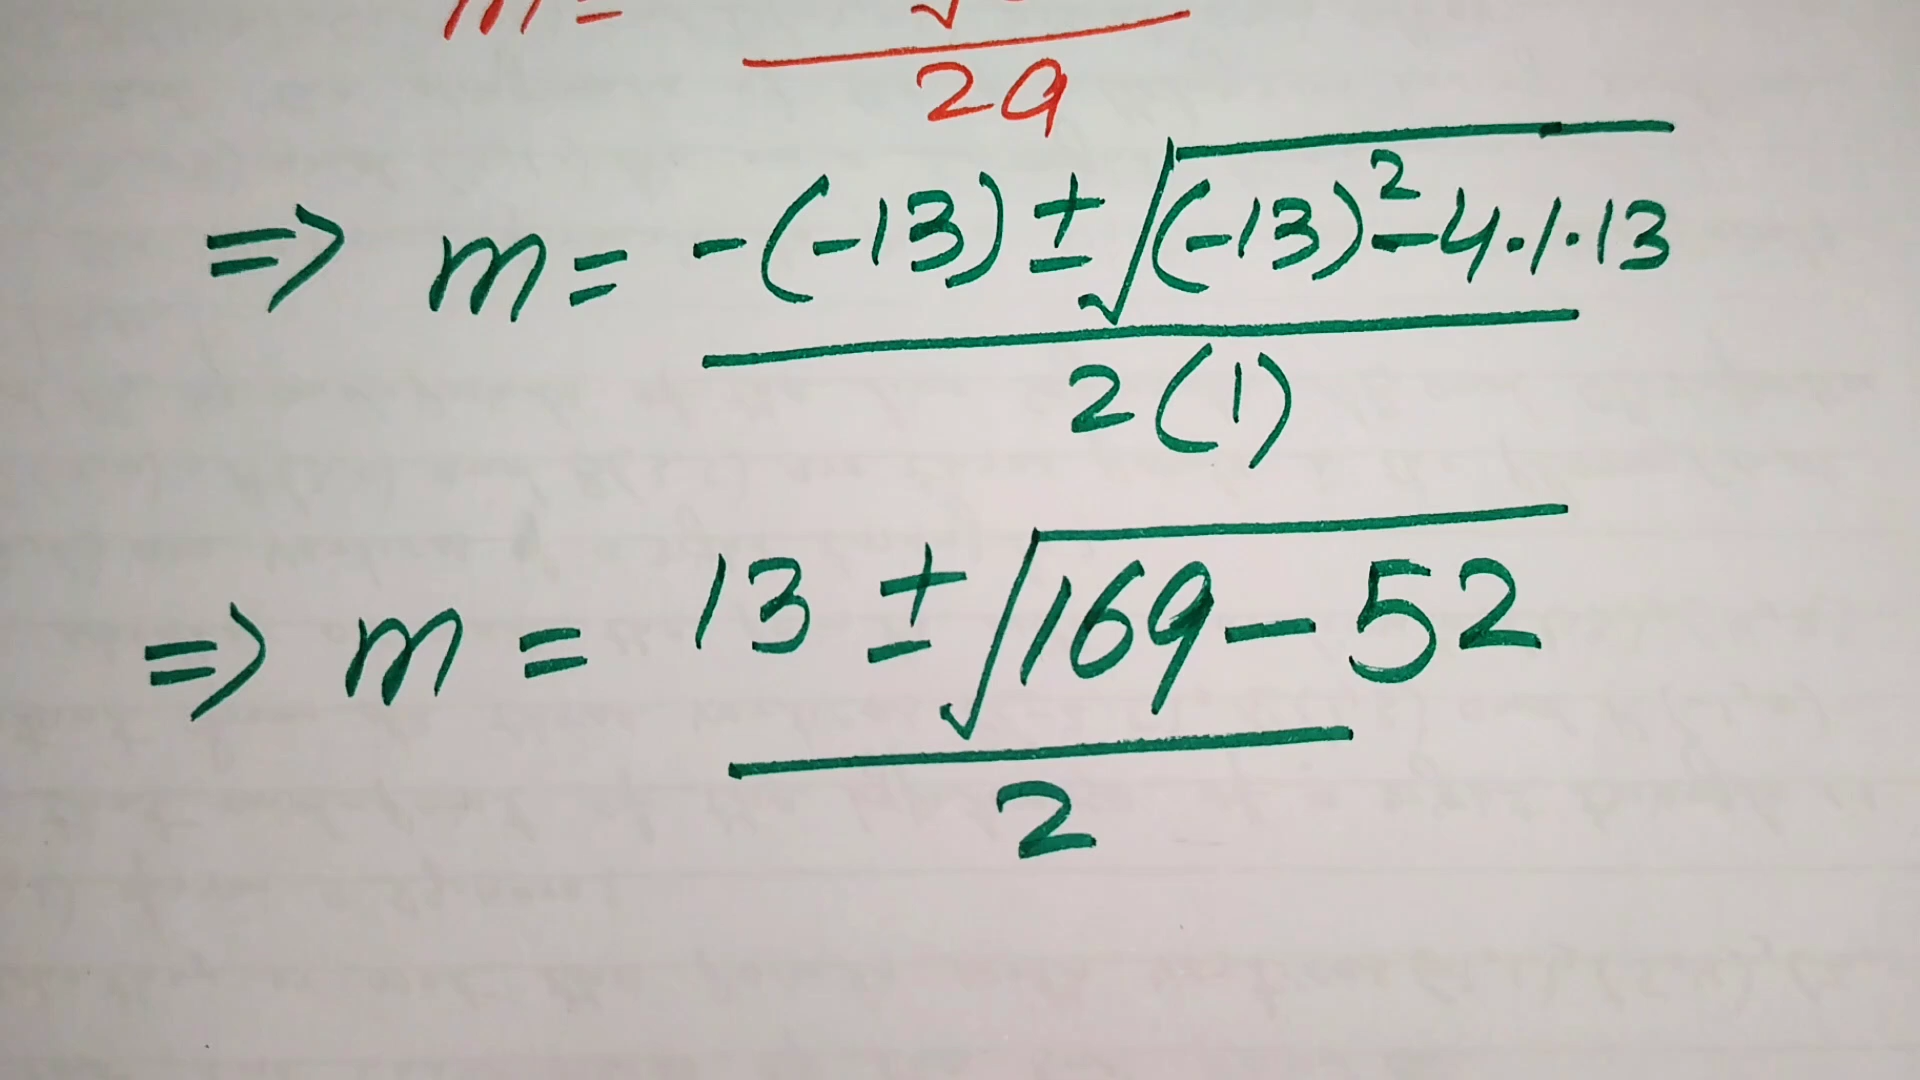 m = √
2a
⇒ m = -(-13) ± √(-13)² - 4.1.13
2(1)
⇒ m = 13 ± √169 - 52
2